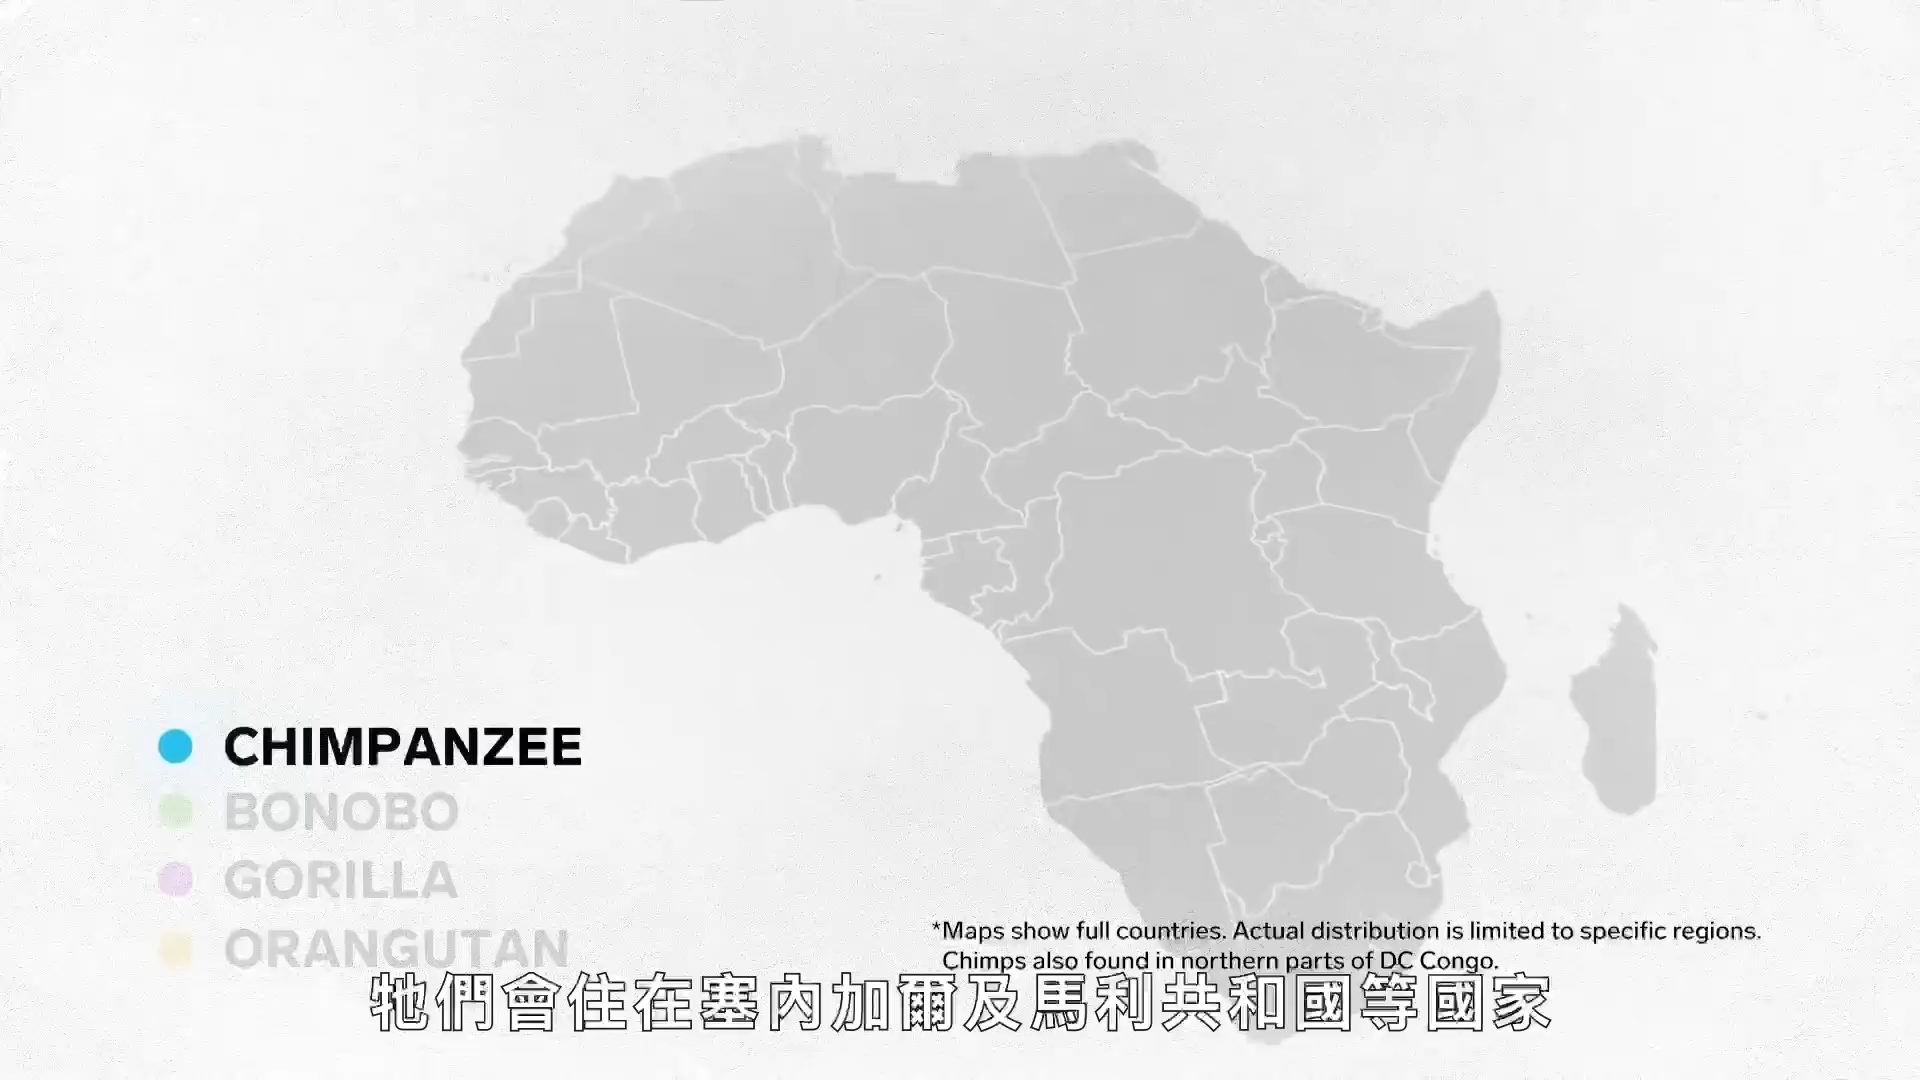 CHIMPANZEE
BONOBO
GORILLA
ORANGUTAN
*Maps show full countries. Actual distribution is limited to specific regions.
Chimps also found in northern parts of DC Congo.
牠們會住在塞內加爾及馬利共和國等國家